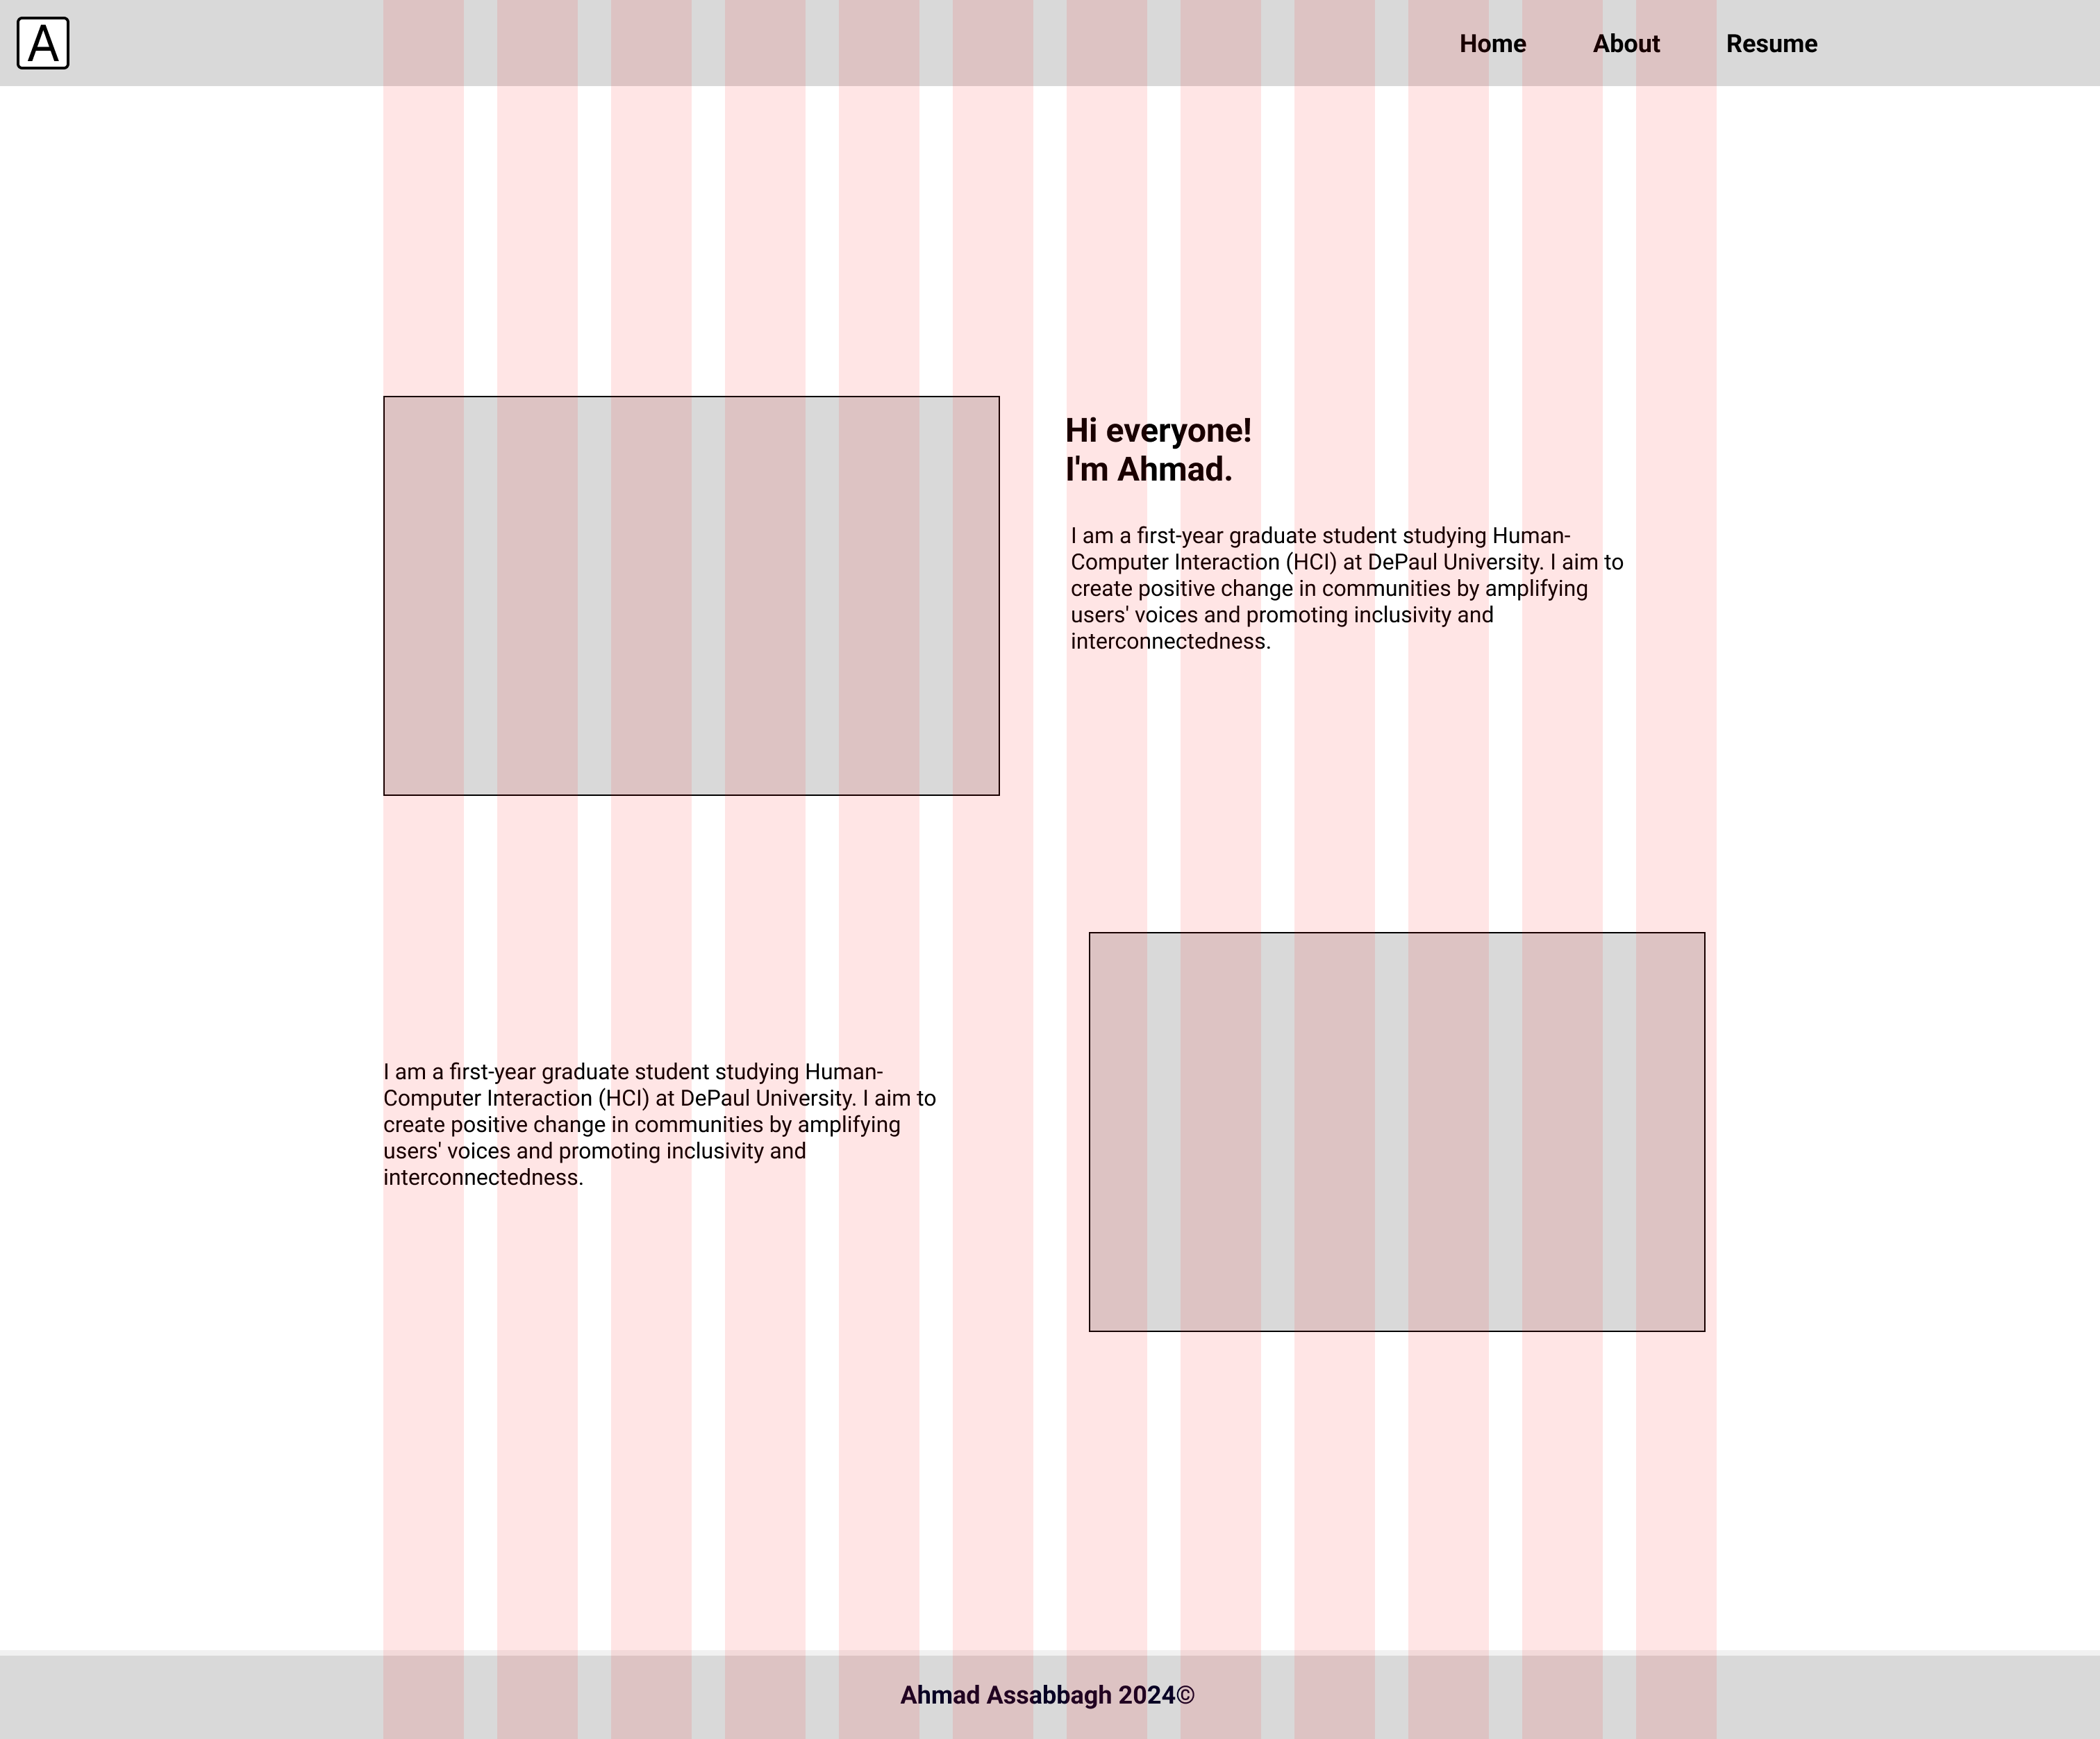 A
Home About Resume
Hi everyone!
I'm Ahmad.
I am a first-year graduate student studying Human-
Computer Interaction (HCI) at DePaul University. I aim to
create positive change in communities by amplifying
users' voices and promoting inclusivity and
interconnectedness.
I am a first-year graduate student studying Human-
Computer Interaction (HCI) at DePaul University. I aim to
create positive change in communities by amplifying
users' voices and promoting inclusivity and
interconnectedness.
Ahmad Assabbagh 2024©